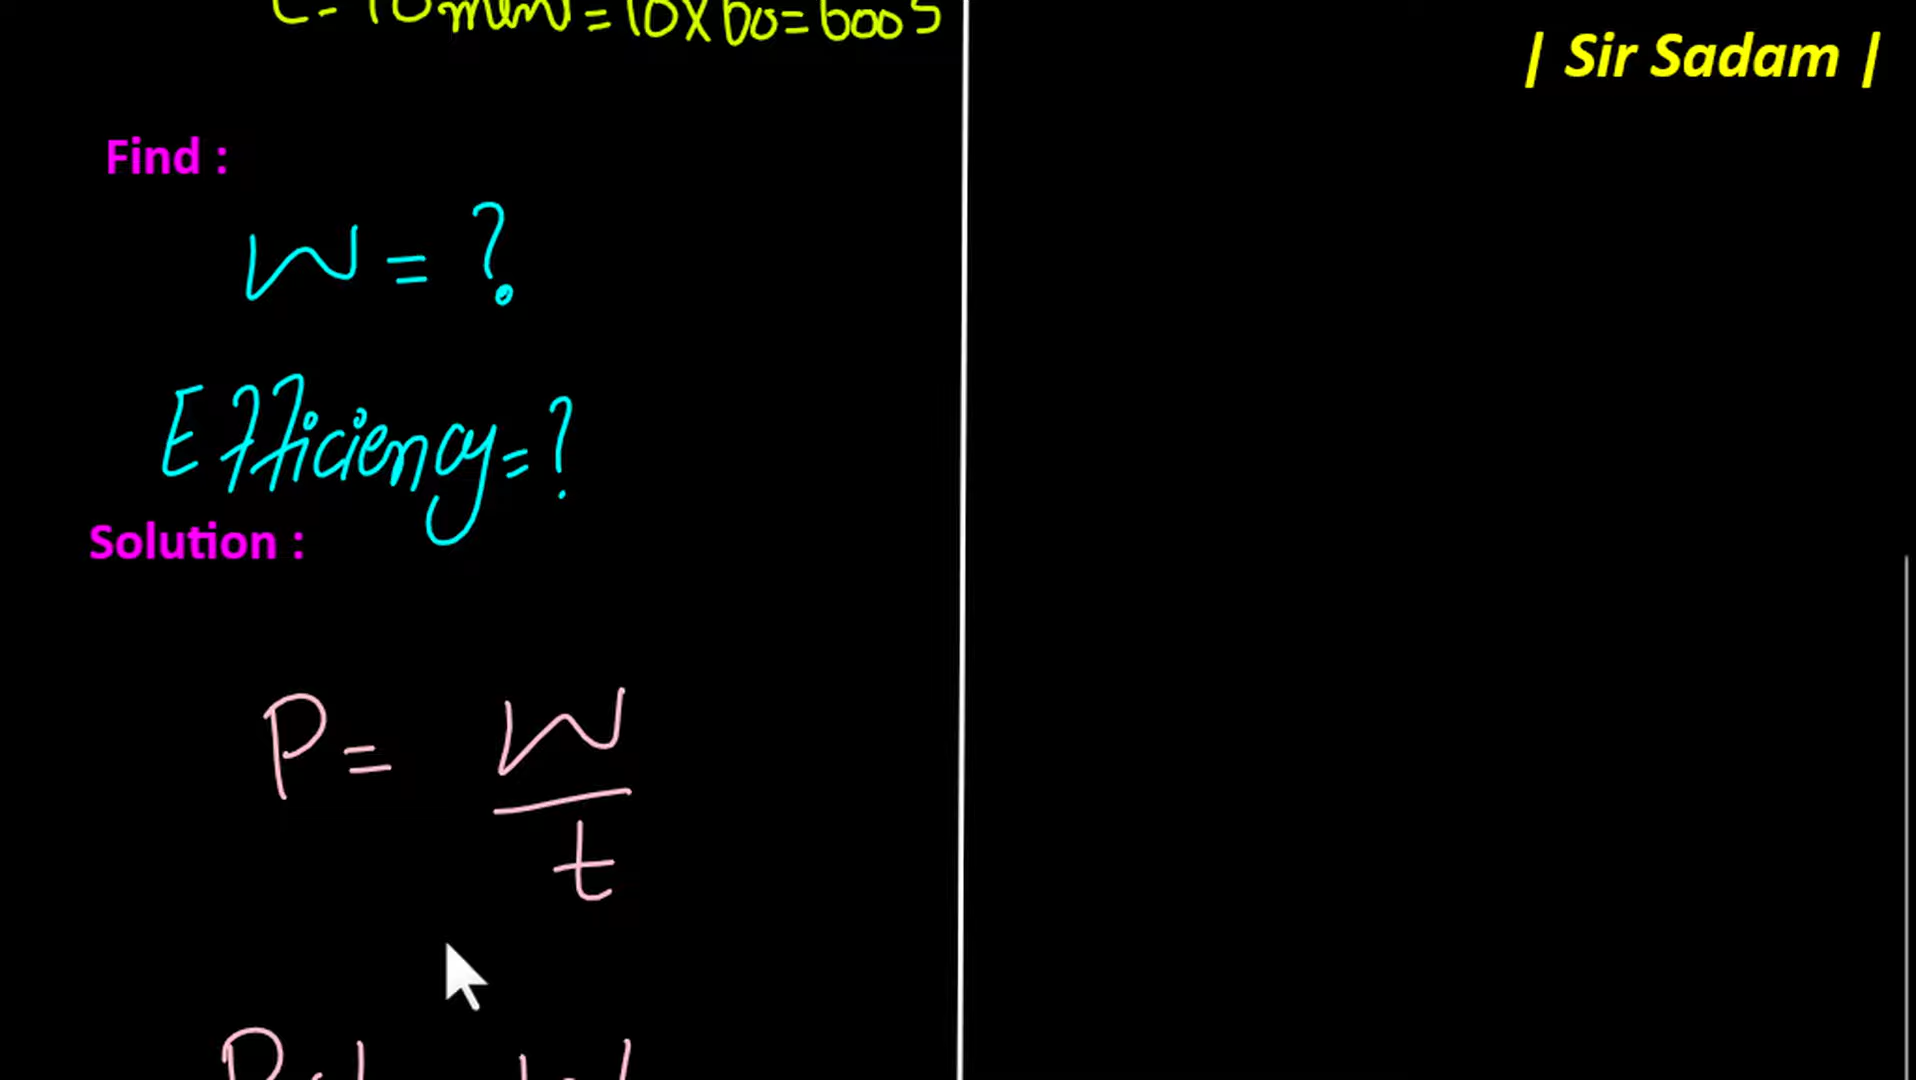 t = 10 min = 10 x 60 = 600 S
| Sir Sadam |
Find :
W = ?
Efficiency = ?
Solution :
P = W
t